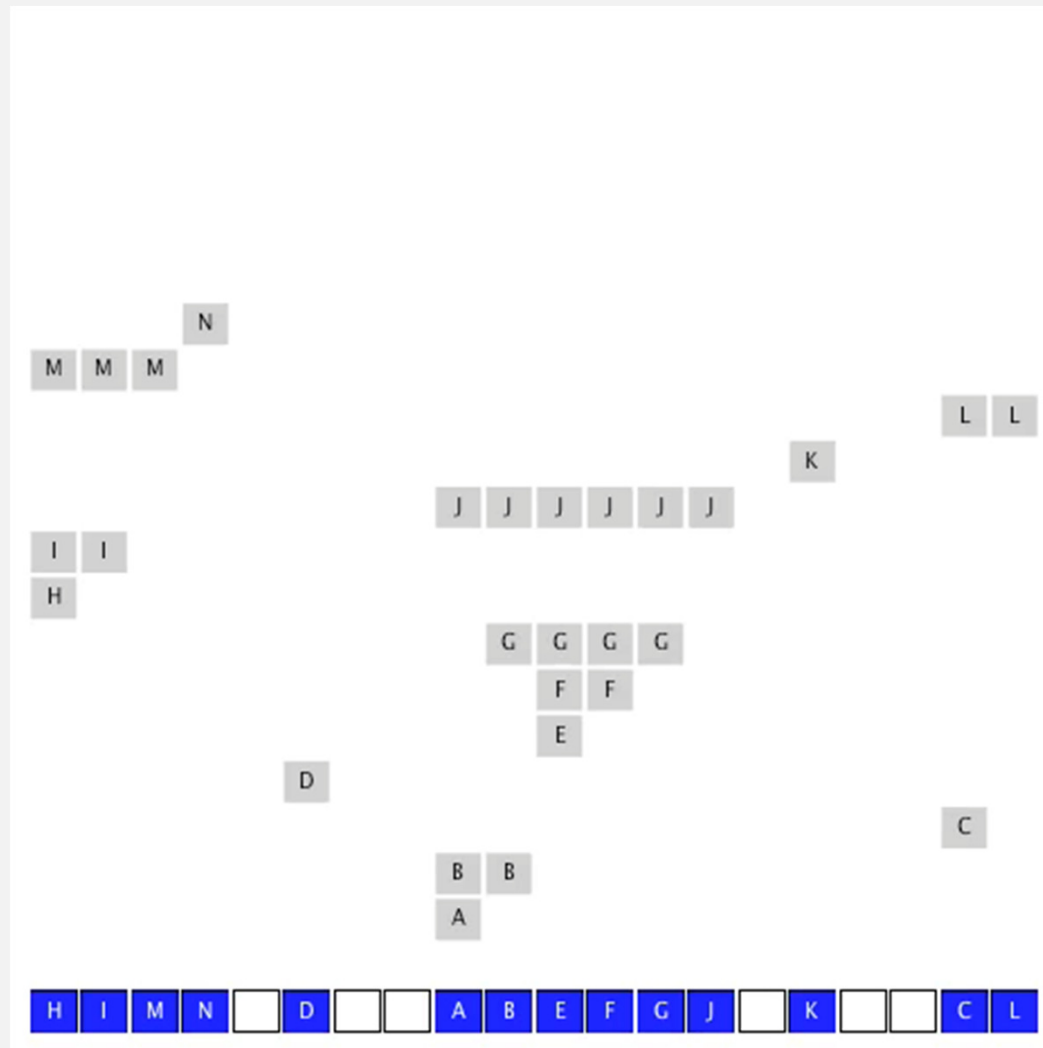 N
M M M
L L
K
J J J J J J
I I
H
G G G G
F F
E
D
C
B B
A
H I M N D A B E F G J K C L